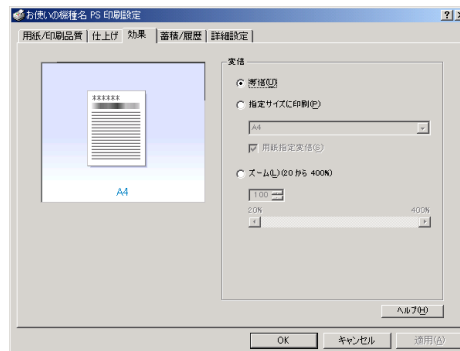 お使いの機種名 PS 印刷設定
用紙/印刷品質 仕上げ 効果 蓄積/履歴 詳細設定
変倍
等倍(U)
指定サイズに印刷(P)
A4
用紙指定変倍(S)
ズーム(L)(20 から 400%)
100
20% 400%
******
A4
ヘルプ(H)
OK キャンセル 適用(A)